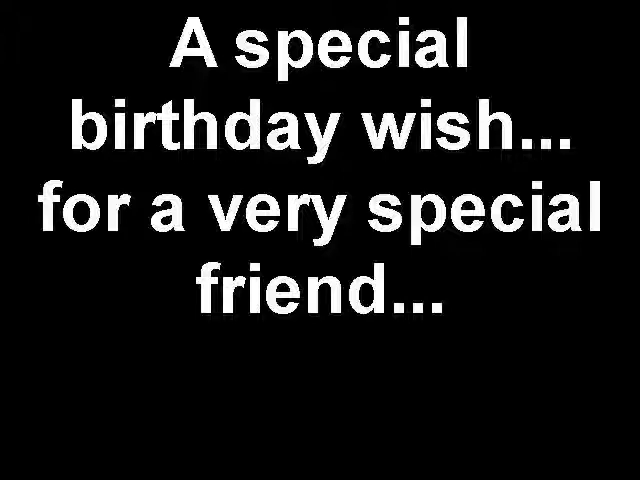 A special
birthday wish...
for a very special
friend...